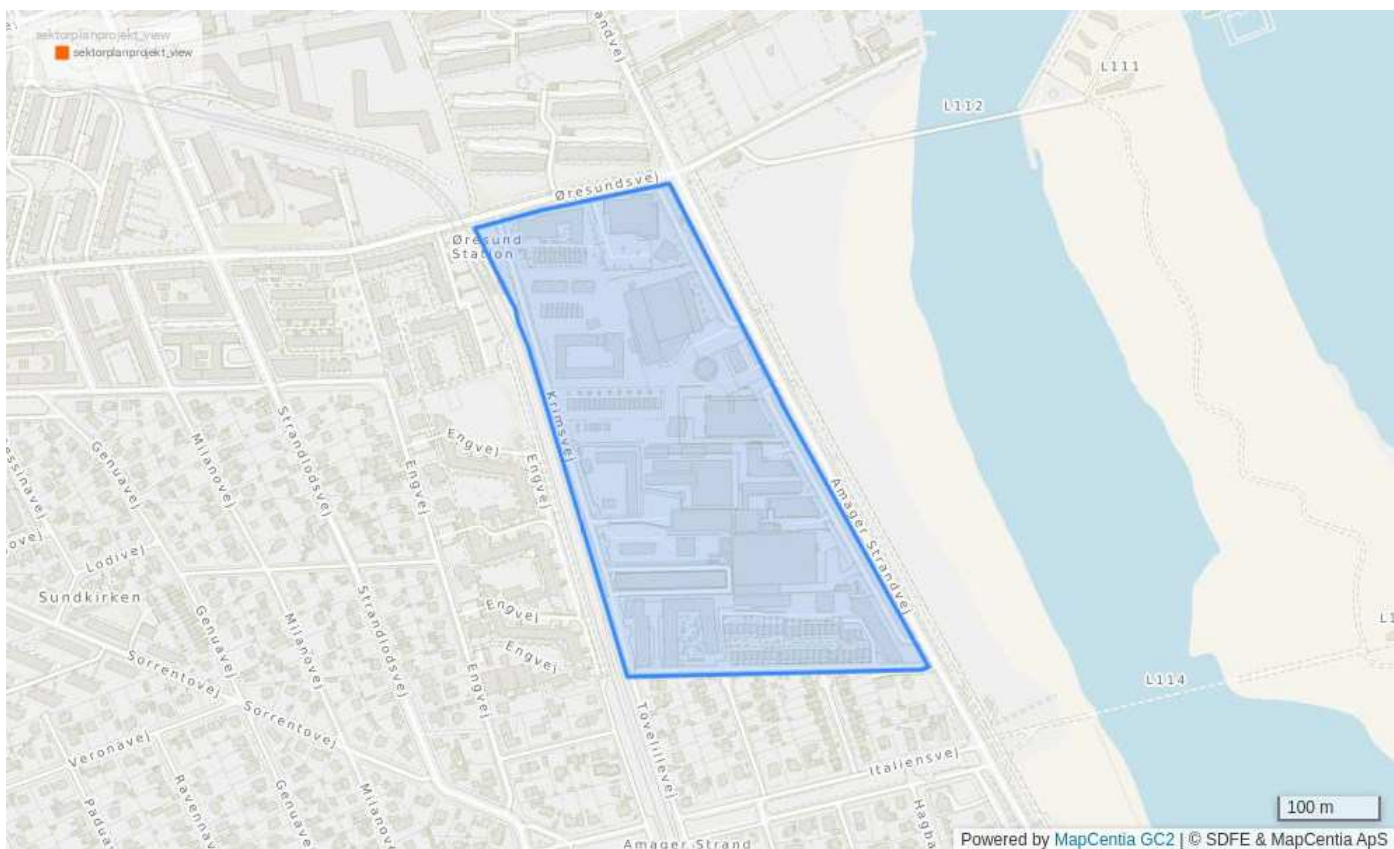 sektorplanprojekt_view
sektorplanprojekt_view
L111
L112
Øresundsvej
Øresund
Station
Krimsvej
Engvej
Engvej
Engvej
Strandlodsvej
Genuavej
Milanovej
Lodivej
Sundkirken
Amager Strandvej
Genuavej
Milanovej
Strandlodsvej
Engvej
Engvej
Engvej
Sorrentovej
Sorrentovej
Veronavej
Ravennavej
Genuavej
Milanovej
Tovelillevej
Italiensvej
L114
Amager Strand
100 m
Powered by MapCentia GC2 | © SDFE & MapCentia ApS